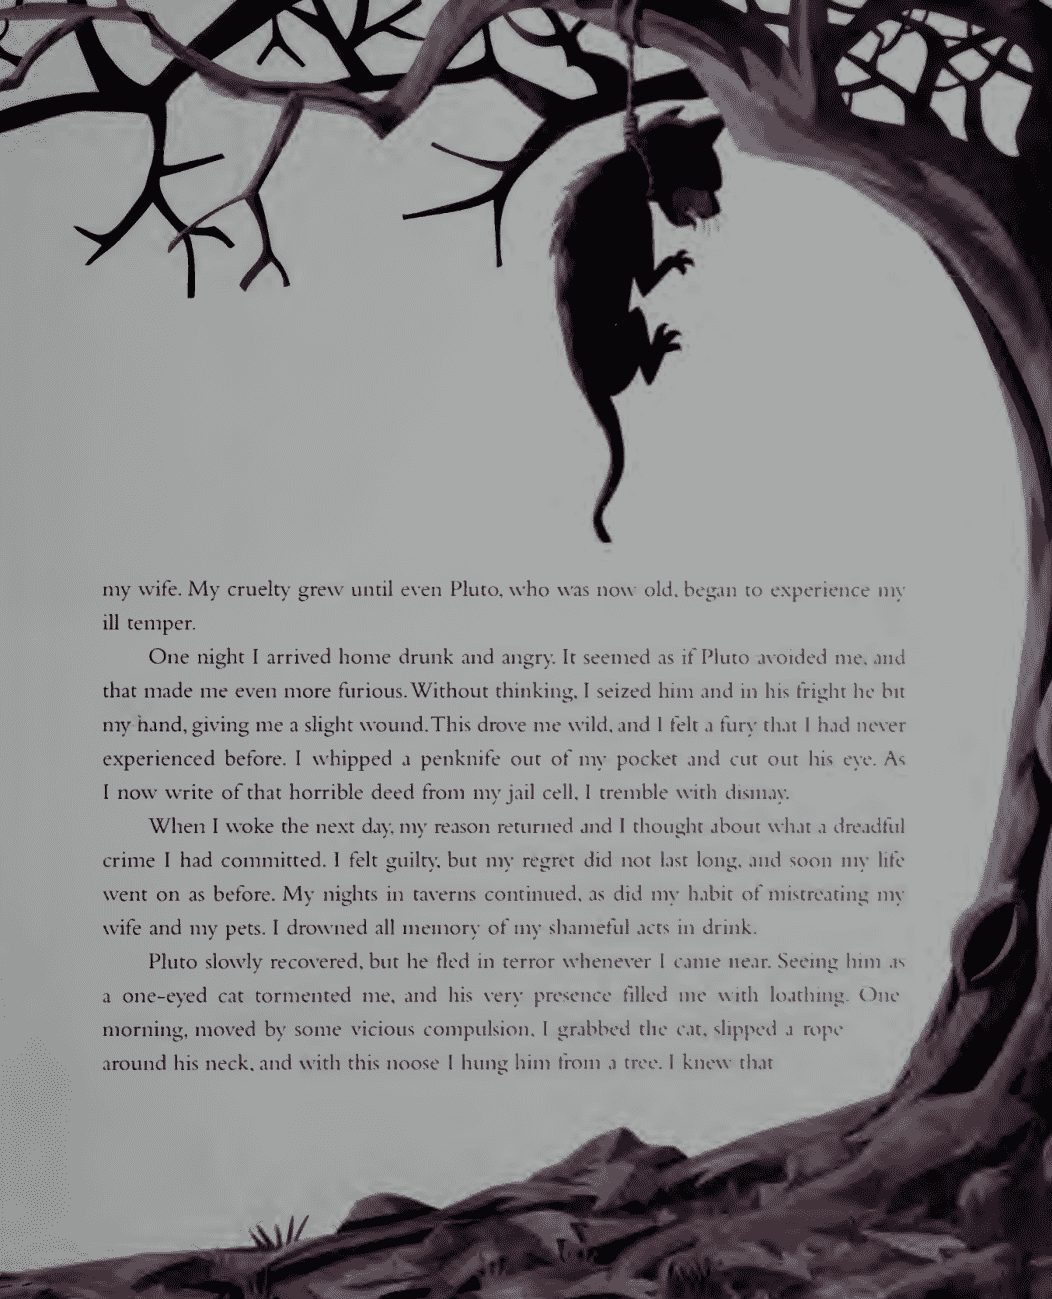 my wife. My cruelty grew until even Pluto, who was now old, began to experience my
ill temper.
One night I arrived home drunk and angry. It seemed as if Pluto avoided me, and
that made me even more furious. Without thinking, I seized him and in his fright he bit
my hand, giving me a slight wound. This drove me wild, and I felt a fury that I had never
experienced before. I whipped a penknife out of my pocket and cut out his eye. As
I now write of that horrible deed from my jail cell, I tremble with dismay.
When I woke the next day, my reason returned and I thought about what a dreadful
crime I had committed. I felt guilty, but my regret did not last long, and soon my life
went on as before. My nights in taverns continued, as did my habit of mistreating my
wife and my pets. I drowned all memory of my shameful acts in drink.
Pluto slowly recovered, but he fled in terror whenever I came near. Seeing him as
a one-eyed cat tormented me, and his very presence filled me with loathing. One
morning, moved by some vicious compulsion, I grabbed the cat, slipped a rope
around his neck, and with this noose I hung him from a tree. I knew that